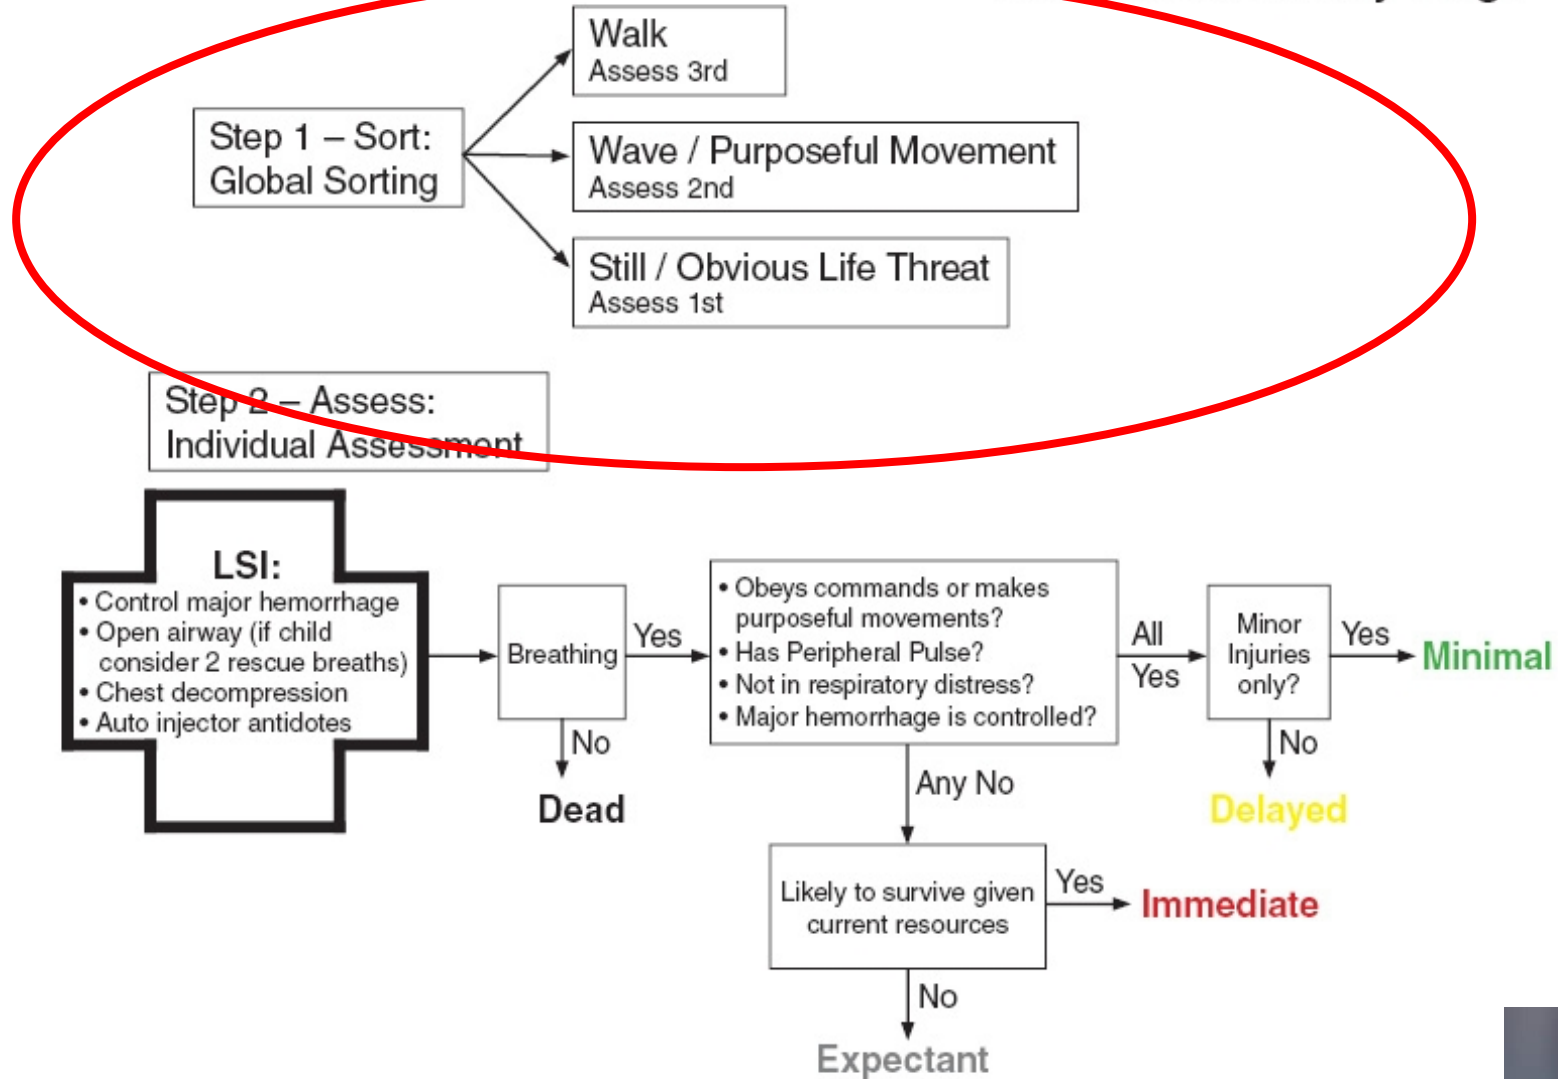 Walk
Assess 3rd
Step 1 – Sort:
Global Sorting
Wave / Purposeful Movement
Assess 2nd
Still / Obvious Life Threat
Assess 1st
Step 2 – Assess:
Individual Assessment
LSI:
• Control major hemorrhage
• Open airway (if child
consider 2 rescue breaths)
• Chest decompression
• Auto injector antidotes
Breathing
Yes
No
Dead
• Obeys commands or makes
purposeful movements?
• Has Peripheral Pulse?
• Not in respiratory distress?
• Major hemorrhage is controlled?
All
Yes
Minor
Injuries
only?
Yes
Minimal
No
Delayed
Any No
Likely to survive given
current resources
Yes
Immediate
No
Expectant